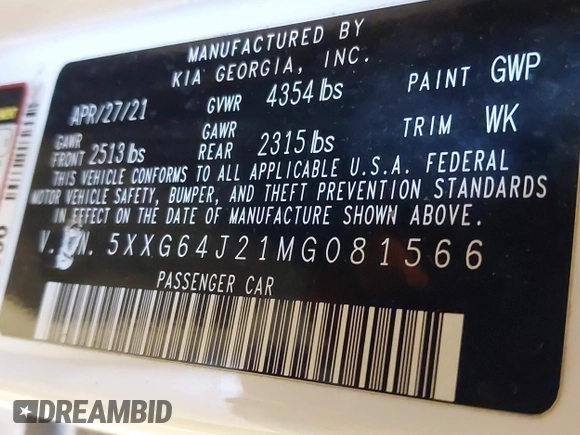 MANUFACTURED BY
KIA GEORGIA, INC.
APR/27/21 GVWR 4354 lbs PAINT GWP
GAWR FRONT 2513 lbs GAWR REAR 2315 lbs TRIM WK
THIS VEHICLE CONFORMS TO ALL APPLICABLE U.S.A. FEDERAL
MOTOR VEHICLE SAFETY, BUMPER, AND THEFT PREVENTION STANDARDS
IN EFFECT ON THE DATE OF MANUFACTURE SHOWN ABOVE.
V. N. 5XXG64J21MG081566
PASSENGER CAR
DREAMBID